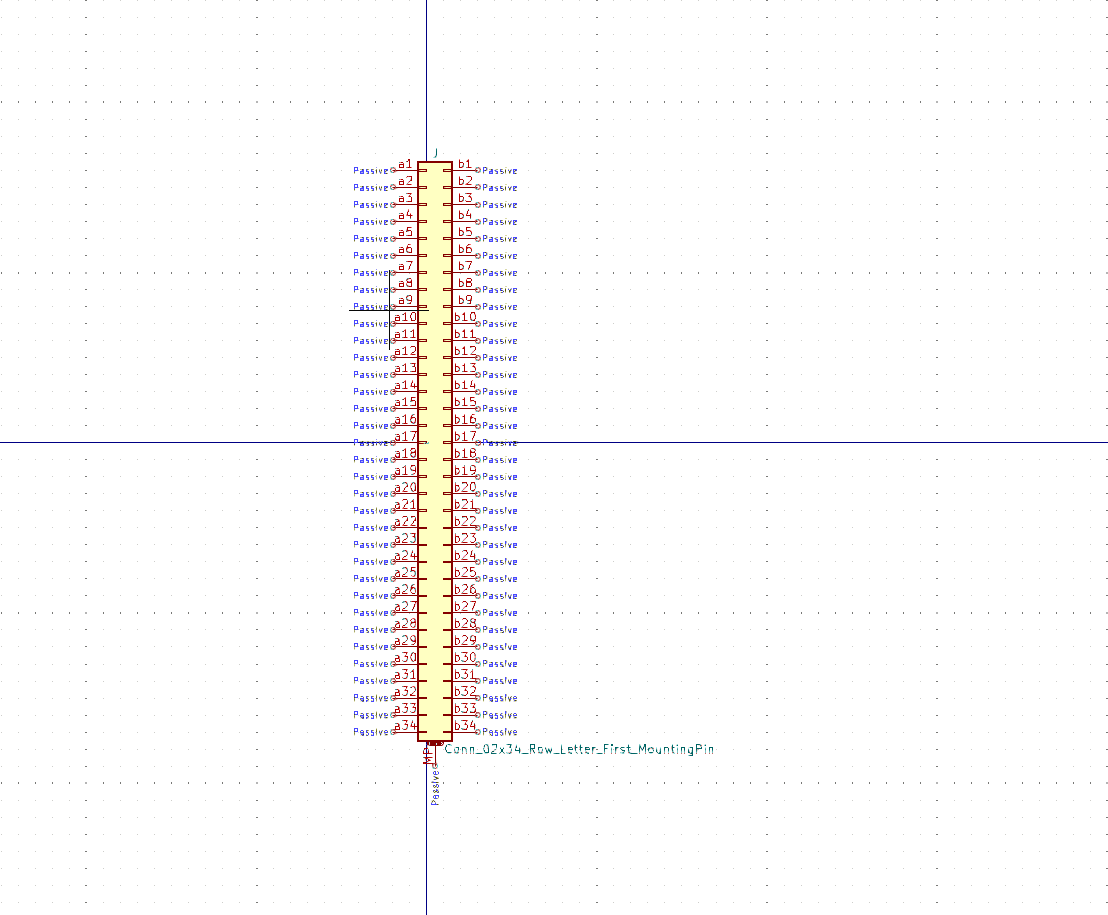 J
Passive a1 b1 Passive
Passive a2 b2 Passive
Passive a3 b3 Passive
Passive a4 b4 Passive
Passive a5 b5 Passive
Passive a6 b6 Passive
Passive a7 b7 Passive
Passive a8 b8 Passive
Passive a9 b9 Passive
Passive a10 b10 Passive
Passive a11 b11 Passive
Passive a12 b12 Passive
Passive a13 b13 Passive
Passive a14 b14 Passive
Passive a15 b15 Passive
Passive a16 b16 Passive
Passive a17 b17 Passive
Passive a18 b18 Passive
Passive a19 b19 Passive
Passive a20 b20 Passive
Passive a21 b21 Passive
Passive a22 b22 Passive
Passive a23 b23 Passive
Passive a24 b24 Passive
Passive a25 b25 Passive
Passive a26 b26 Passive
Passive a27 b27 Passive
Passive a28 b28 Passive
Passive a29 b29 Passive
Passive a30 b30 Passive
Passive a31 b31 Passive
Passive a32 b32 Passive
Passive a33 b33 Passive
Passive a34 b34 Passive
Conn_02x34_Row_Letter_First_MountingPin
MP
Passive